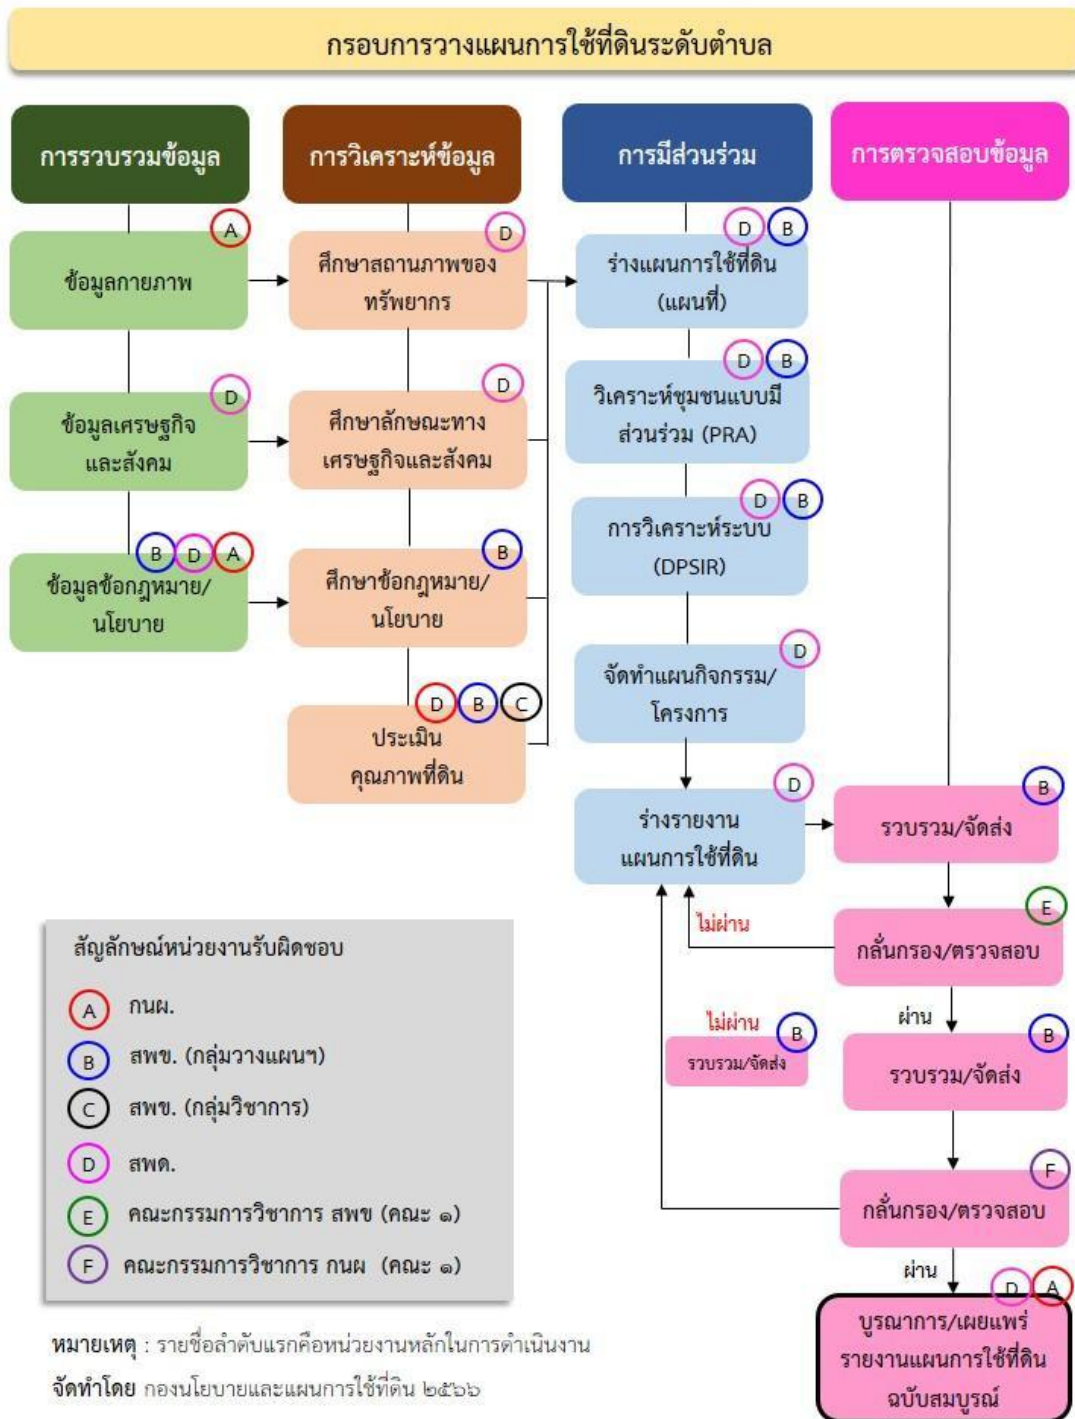 กรอบการวางแผนการใช้ที่ดินระดับตำบล
การรวบรวมข้อมูล
A
ข้อมูลกายภาพ
D
ข้อมูลเศรษฐกิจ
และสังคม
B D A
ข้อมูลข้อกฎหมาย/
นโยบาย
การวิเคราะห์ข้อมูล
D
ศึกษาสถานภาพของ
ทรัพยากร
D
ศึกษาลักษณะทาง
เศรษฐกิจและสังคม
B
ศึกษาข้อกฎหมาย/
นโยบาย
D B C
ประเมิน
คุณภาพที่ดิน
การมีส่วนร่วม
D B
ร่างแผนการใช้ที่ดิน
(แผนที่)
D B
วิเคราะห์ชุมชนแบบมี
ส่วนร่วม (PRA)
D B
การวิเคราะห์ระบบ
(DPSIR)
D
จัดทำแผนกิจกรรม/
โครงการ
D
ร่างรายงาน
แผนการใช้ที่ดิน
การตรวจสอบข้อมูล
B
รวบรวม/จัดส่ง
E
กลั่นกรอง/ตรวจสอบ
ไม่ผ่าน
ผ่าน
B
รวบรวม/จัดส่ง
ไม่ผ่าน
B
รวบรวม/จัดส่ง
F
กลั่นกรอง/ตรวจสอบ
ผ่าน
D A
บูรณาการ/เผยแพร่
รายงานแผนการใช้ที่ดิน
ฉบับสมบูรณ์
สัญลักษณ์หน่วยงานรับผิดชอบ
A กนผ.
B สพข. (กลุ่มวางแผนฯ)
C สพข. (กลุ่มวิชาการ)
D สพด.
E คณะกรรมการวิชาการ สพข (คณะ ๑)
F คณะกรรมการวิชาการ กนผ (คณะ ๑)
หมายเหตุ : รายชื่อลำดับแรกคือหน่วยงานหลักในการดำเนินงาน
จัดทำโดย กองนโยบายและแผนการใช้ที่ดิน ๒๕๖๖